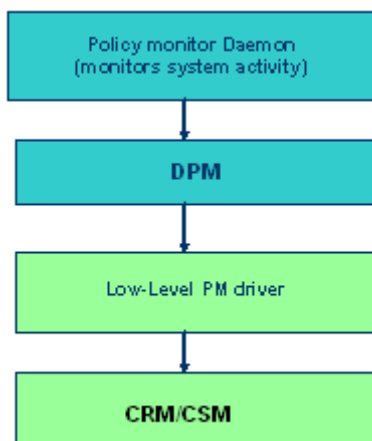 Policy monitor Daemon
(monitors system activity)
DPM
Low-Level PM driver
CRM/CSM